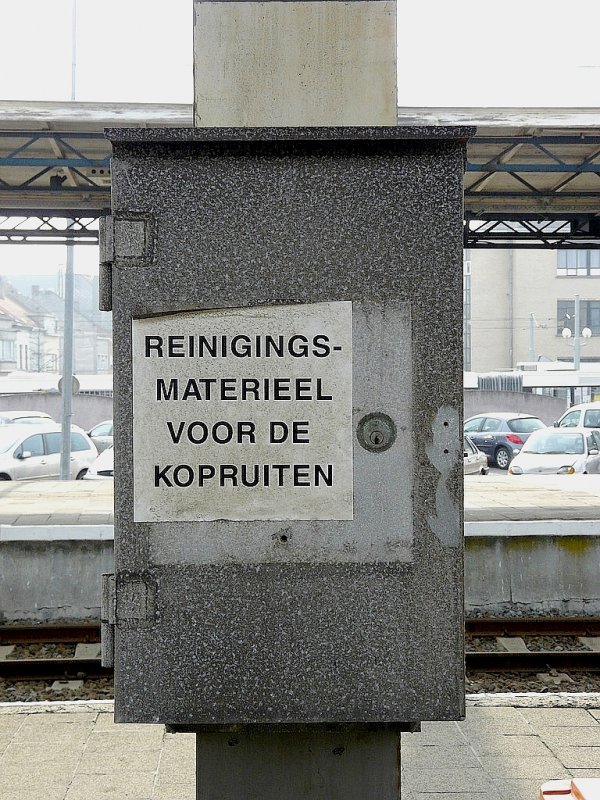 REINIGINGS-
MATERIEEL
VOOR DE
KOPRUITEN